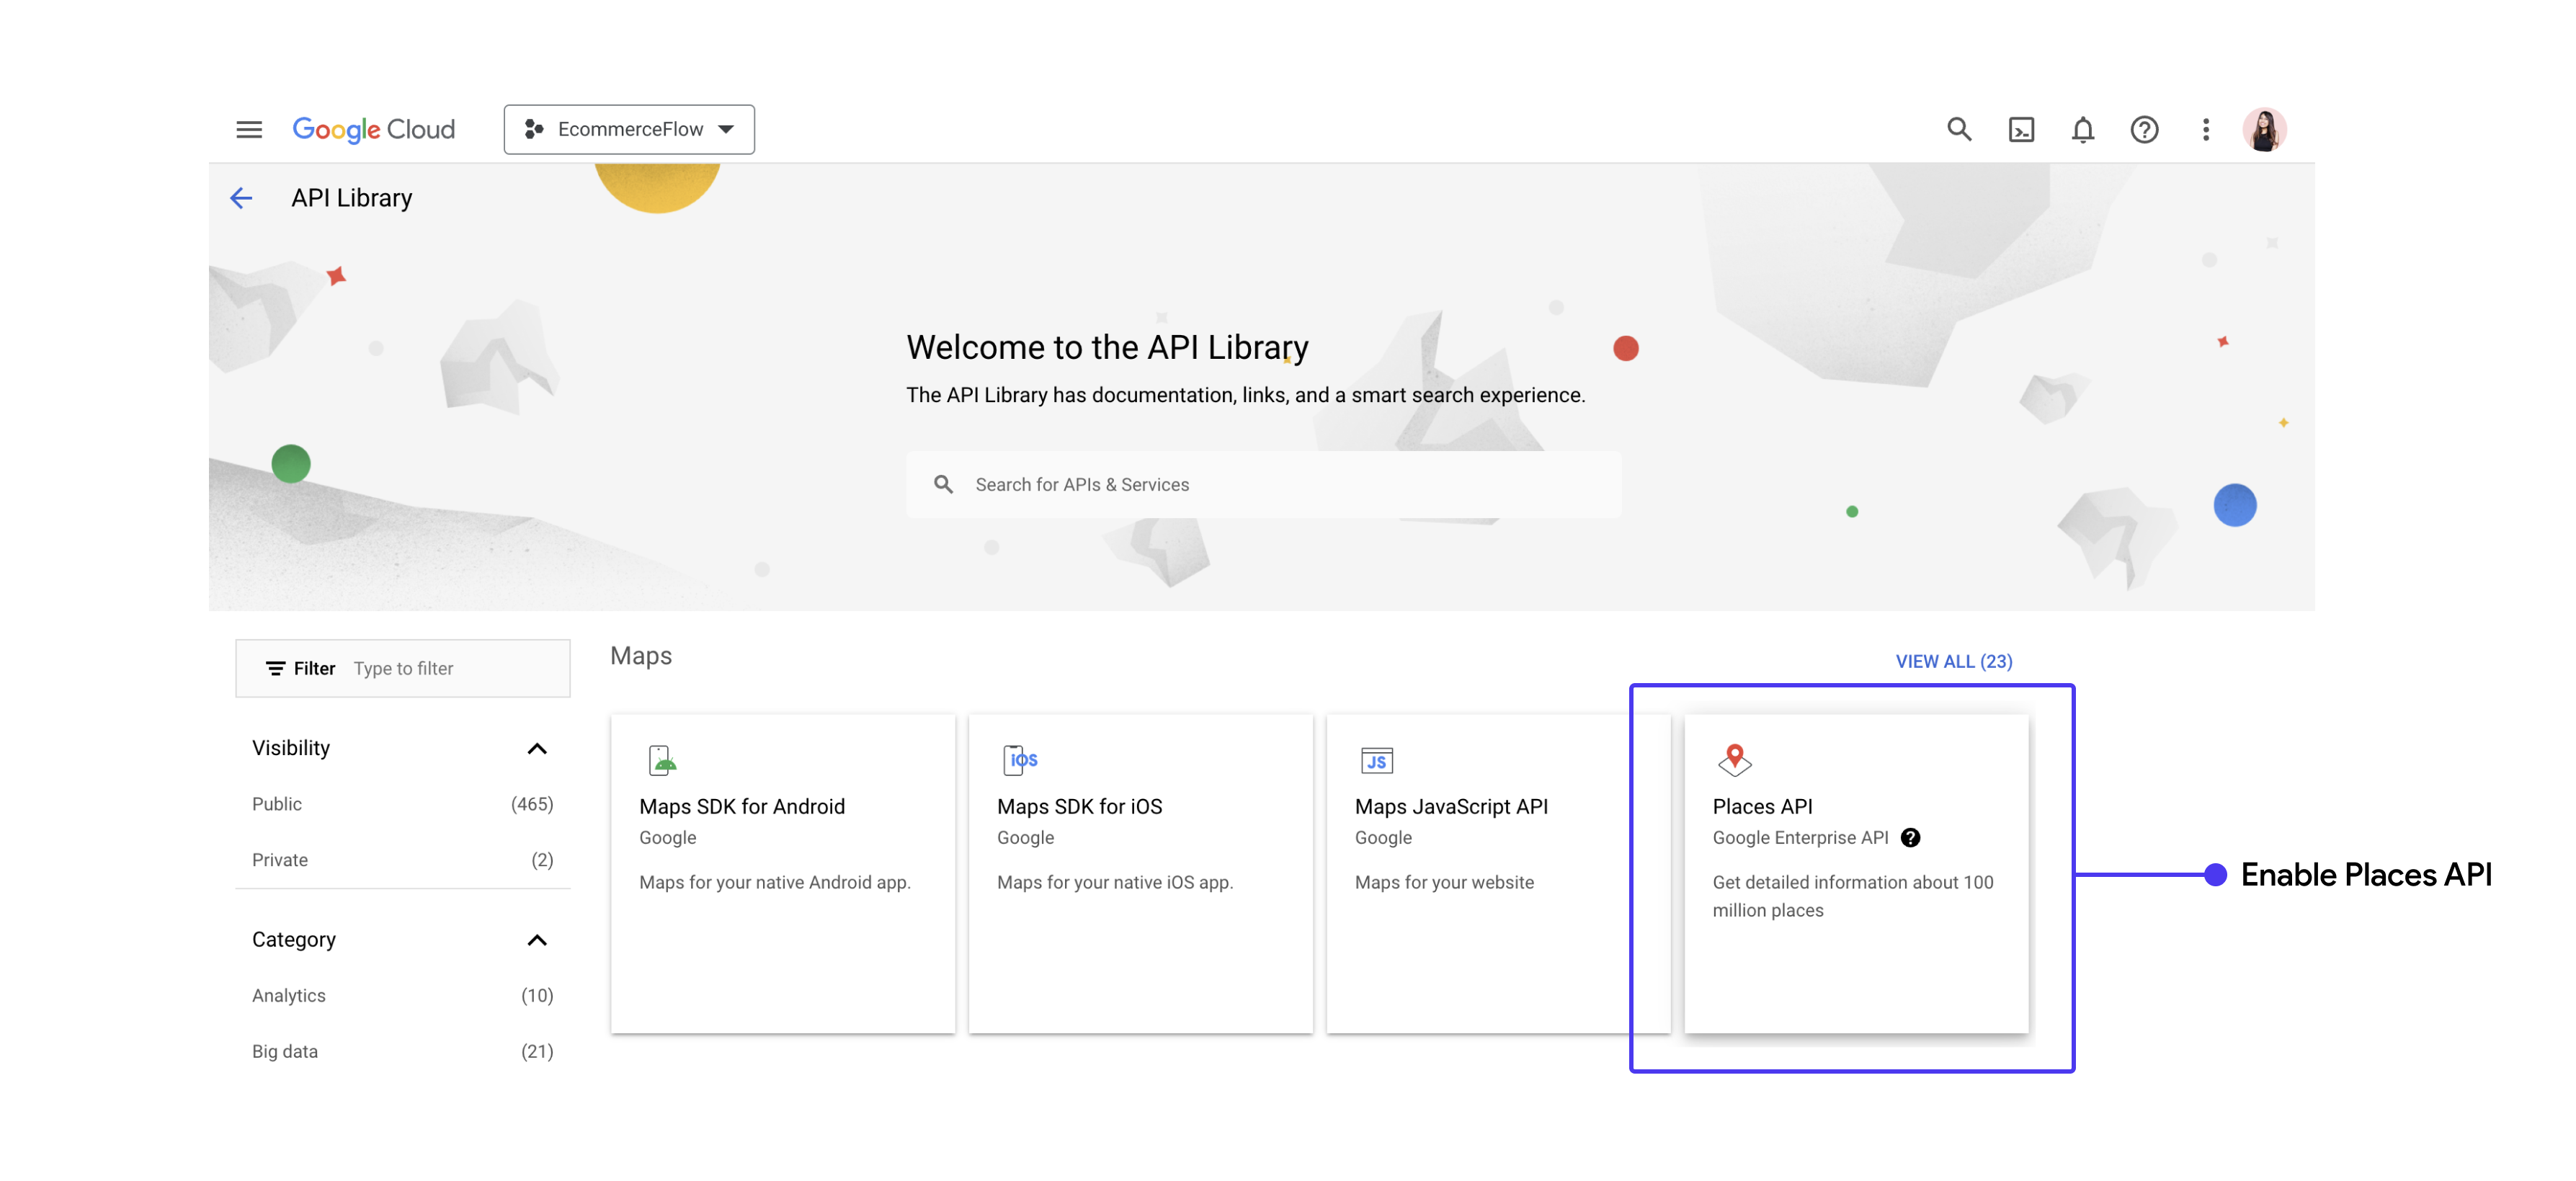 Google Cloud
EcommerceFlow
API Library
Welcome to the API Library
The API Library has documentation, links, and a smart search experience.
Search for APIs & Services
Filter Type to filter
Visibility
Public (465)
Private (2)
Category
Analytics (10)
Big data (21)
Maps
VIEW ALL (23)
Maps SDK for Android
Google
Maps for your native Android app.
iOS
Maps SDK for iOS
Google
Maps for your native iOS app.
JS
Maps JavaScript API
Google
Maps for your website
Places API
Google Enterprise API
Get detailed information about 100
million places
Enable Places API